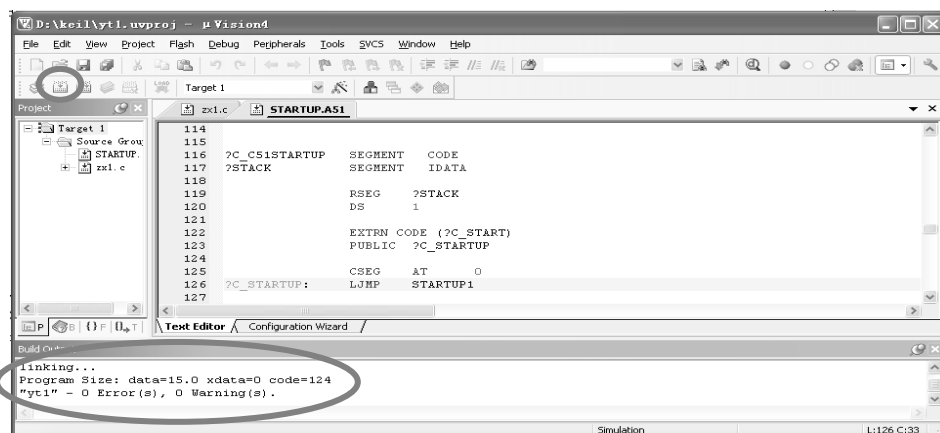 D:\keil\yt1.uvproj - μVision4
File Edit View Project Flash Debug Peripherals Tools SVCS Window Help
LOAD Target 1
Project
zx1.c STARTUP.A51
Target 1
Source Grou
STARTUP.
zx1.c
114
115
116 ?C_C51STARTUP SEGMENT CODE
117 ?STACK SEGMENT IDATA
118
119 RSEG ?STACK
120 DS 1
121
122 EXTRN CODE (?C_START)
123 PUBLIC ?C_STARTUP
124
125 CSEG AT 0
126 ?C_STARTUP: LJMP STARTUP1
127
P B {} F 0 T Text Editor Configuration Wizard
Build Out
linking...
Program Size: data=15.0 xdata=0 code=124
"yt1" - 0 Error(s), 0 Warning(s).
Simulation L:126 C:33